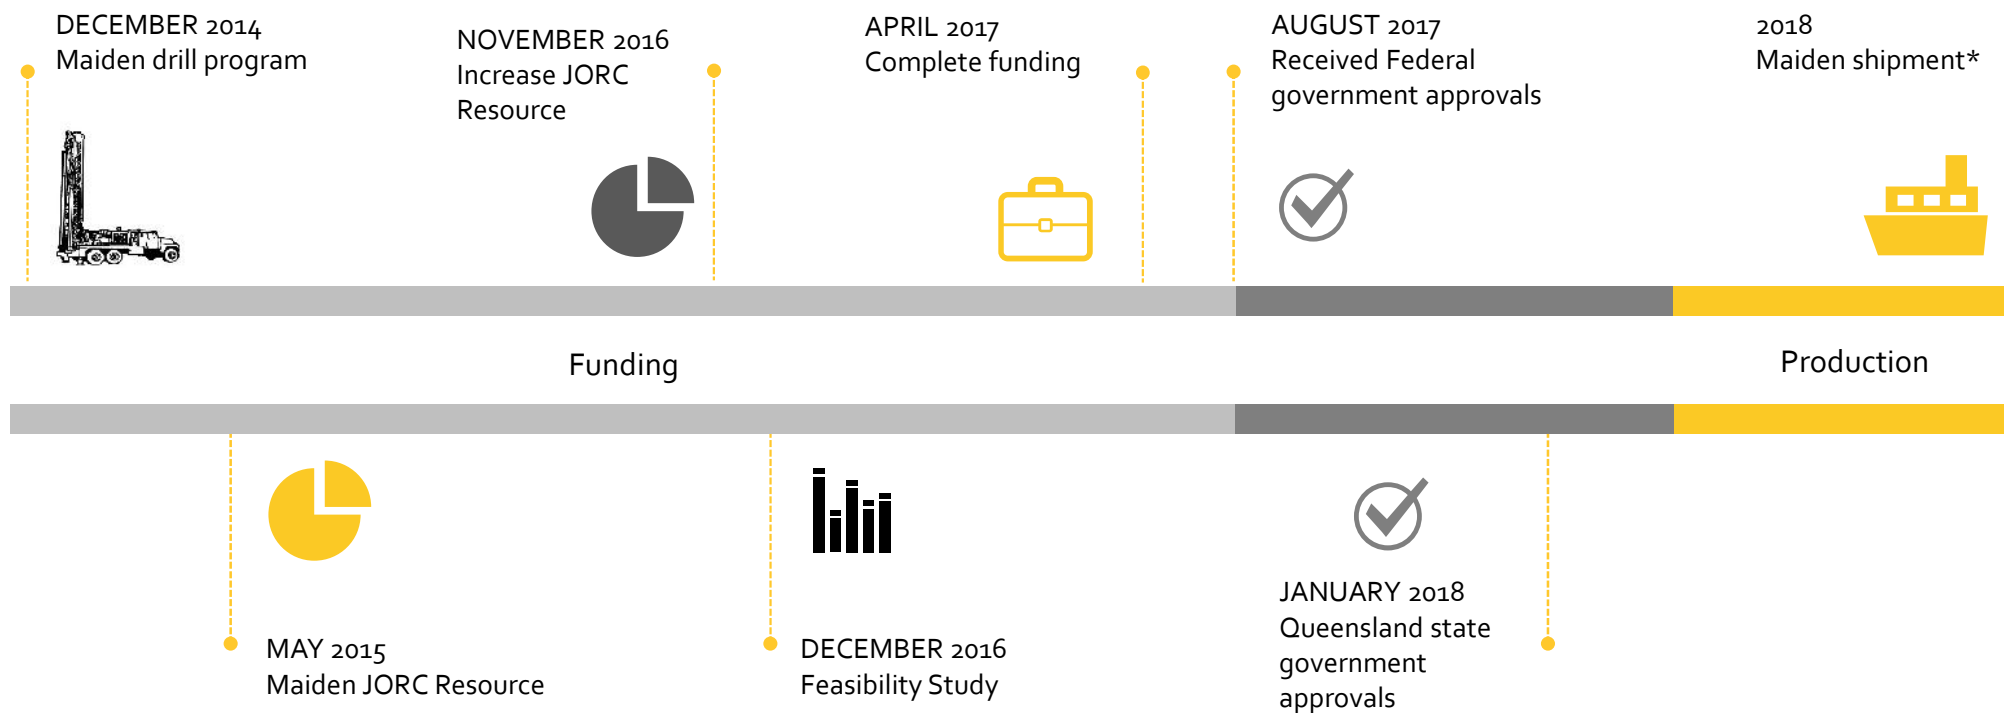 DECEMBER 2014
Maiden drill program
NOVEMBER 2016
Increase JORC
Resource
APRIL 2017
Complete funding
AUGUST 2017
Received Federal
government approvals
2018
Maiden shipment*
Funding
Production
MAY 2015
Maiden JORC Resource
DECEMBER 2016
Feasibility Study
JANUARY 2018
Queensland state
government
approvals